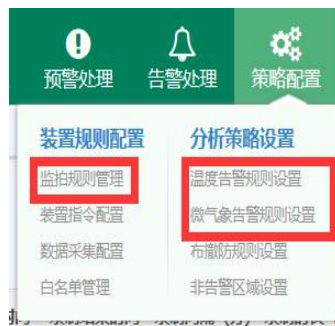 预警处理 告警处理 策略配置
装置规则配置 分析策略设置
监拍规则管理 温度告警规则设置
装置指令配置 微气象告警规则设置
数据采集配置 布撤防规则设置
白名单管理 非告警区域设置